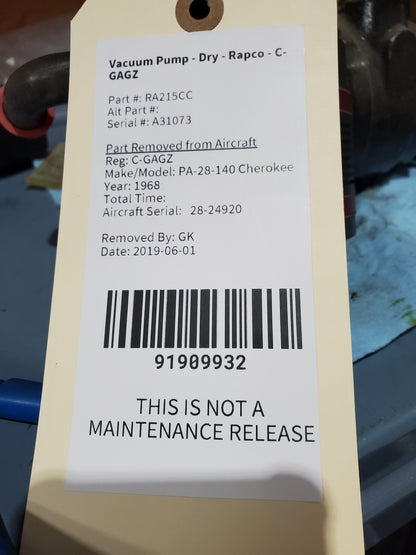 Vacuum Pump - Dry - Rapco - C-
GAGZ
Part #: RA215CC
Alt Part #:
Serial #: A31073
Part Removed from Aircraft
Reg: C-GAGZ
Make/Model: PA-28-140 Cherokee
Year: 1968
Total Time:
Aircraft Serial: 28-24920
Removed By: GK
Date: 2019-06-01
91909932
THIS IS NOT A
MAINTENANCE RELEASE